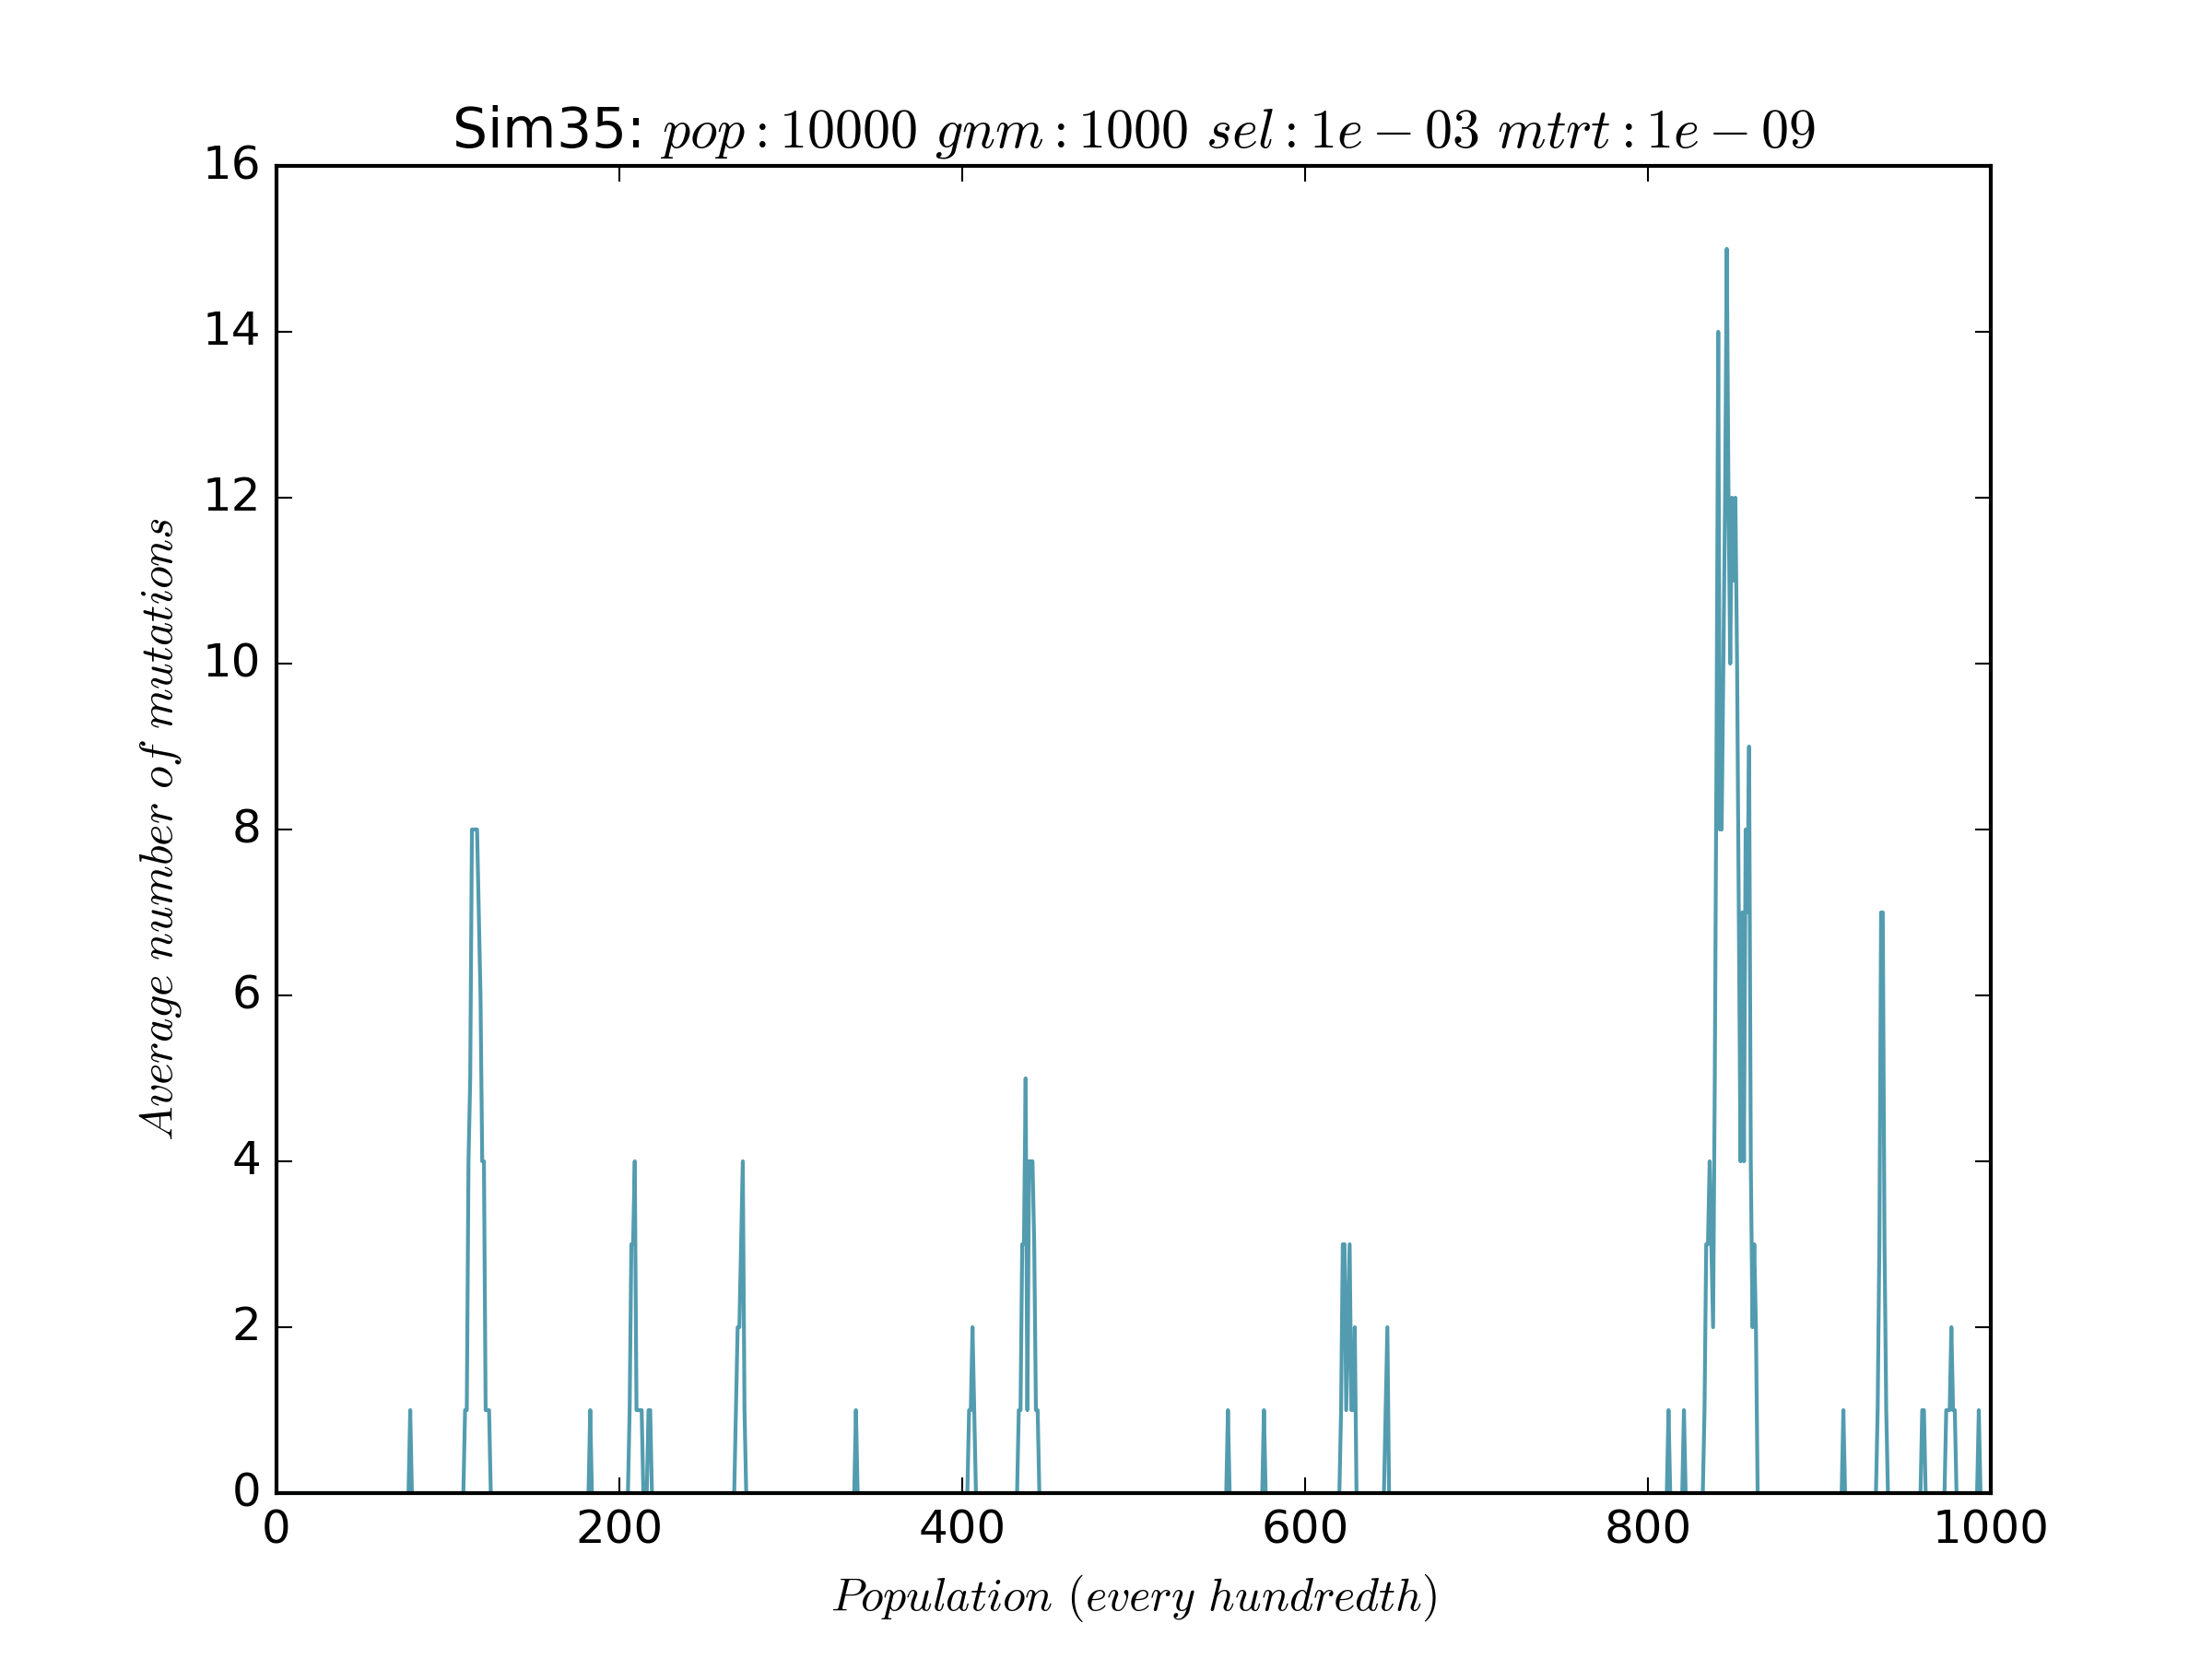 Sim35: pop : 10000 gnm : 1000 sel : 1e − 03 mtrt : 1e − 09
16
14
12
10
8
6
4
2
0
Average number of mutations
0 200 400 600 800 1000
Population (every hundredth)